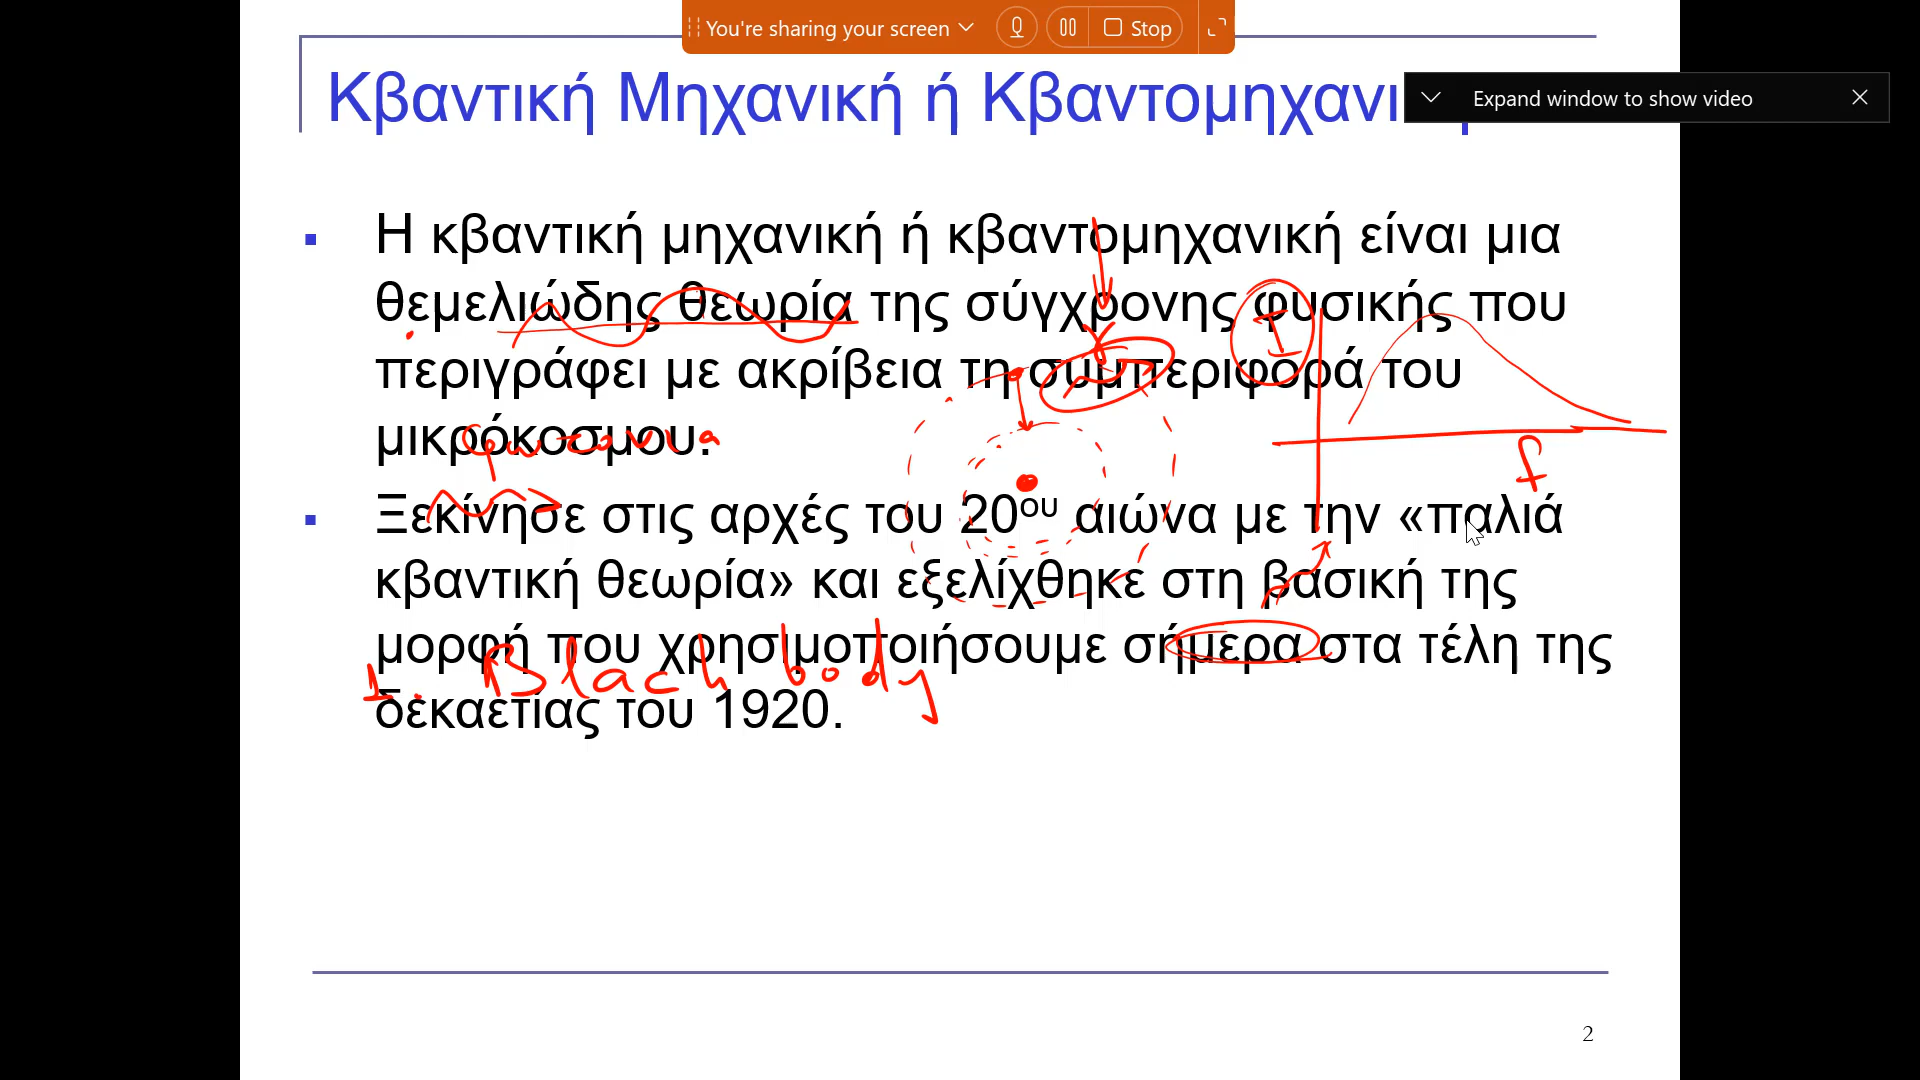 You're sharing your screen
Stop
Κβαντική Μηχανική ή Κβαντομηχανι
Expand window to show video
Η κβαντική μηχανική ή κβαντομηχανική είναι μια
θεμελιώδης θεωρία της σύγχρονης φυσικής που
περιγράφει με ακρίβεια τη συμπεριφορά του
μικρόκοσμου.
I
φωτονια
f
Ξεκίνησε στις αρχές του 20ου αιώνα με την «παλιά
κβαντική θεωρία» και εξελίχθηκε στη βασική της
μορφή που χρησιμοποιήσουμε σήμερα στα τέλη της
δεκαετίας του 1920.
1. Black body
2